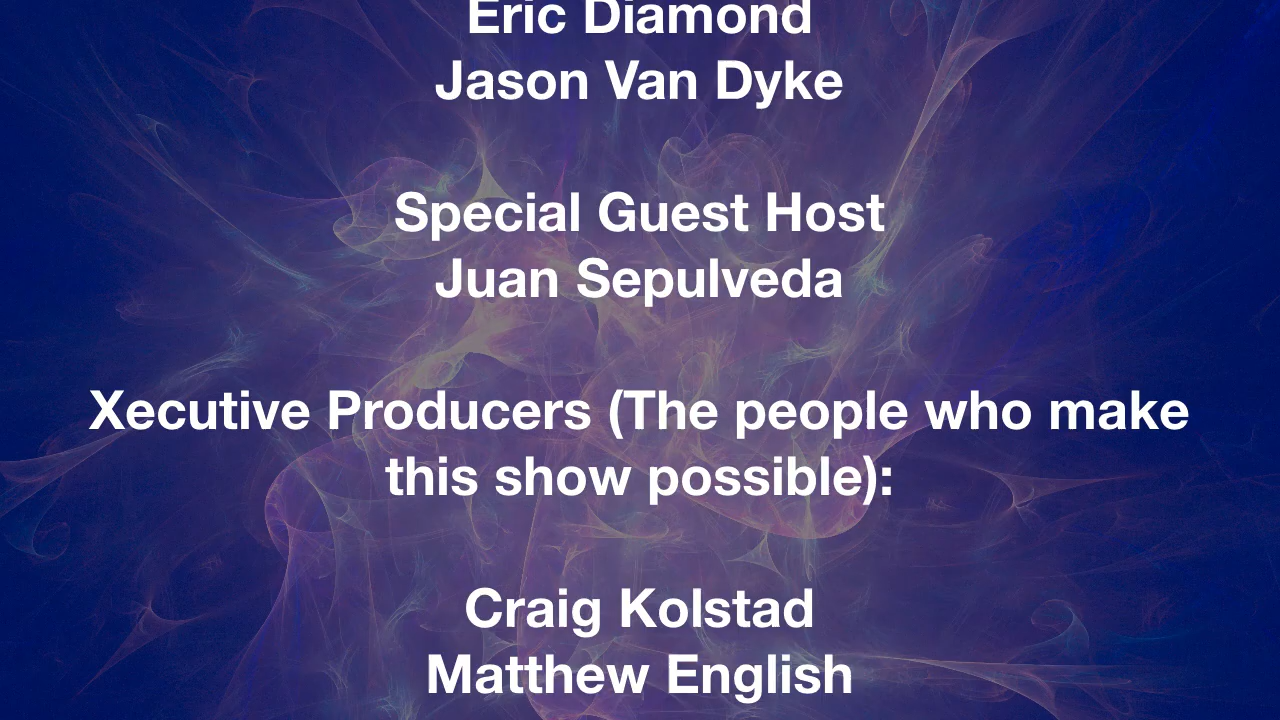 Eric Diamond
Jason Van Dyke
Special Guest Host
Juan Sepulveda
Xecutive Producers (The people who make
this show possible):
Craig Kolstad
Matthew English